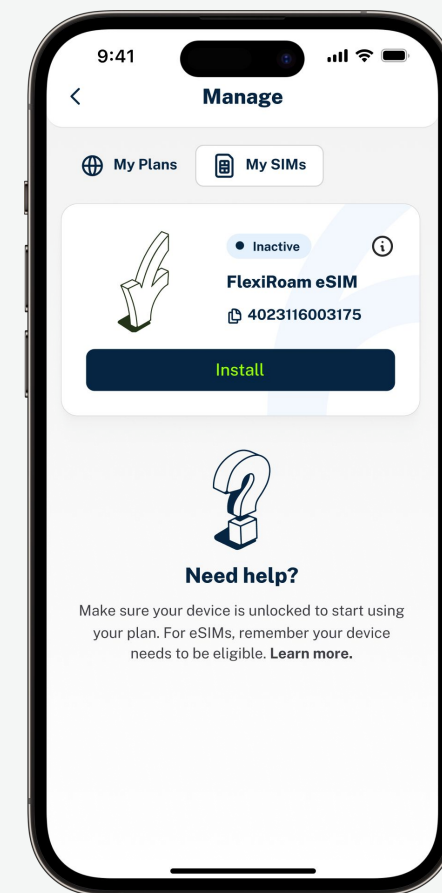 9:41
Manage
My Plans
My SIMs
Inactive
FlexiRoam eSIM
4023116003175
Install
Need help?
Make sure your device is unlocked to start using
your plan. For eSIMs, remember your device
needs to be eligible. Learn more.